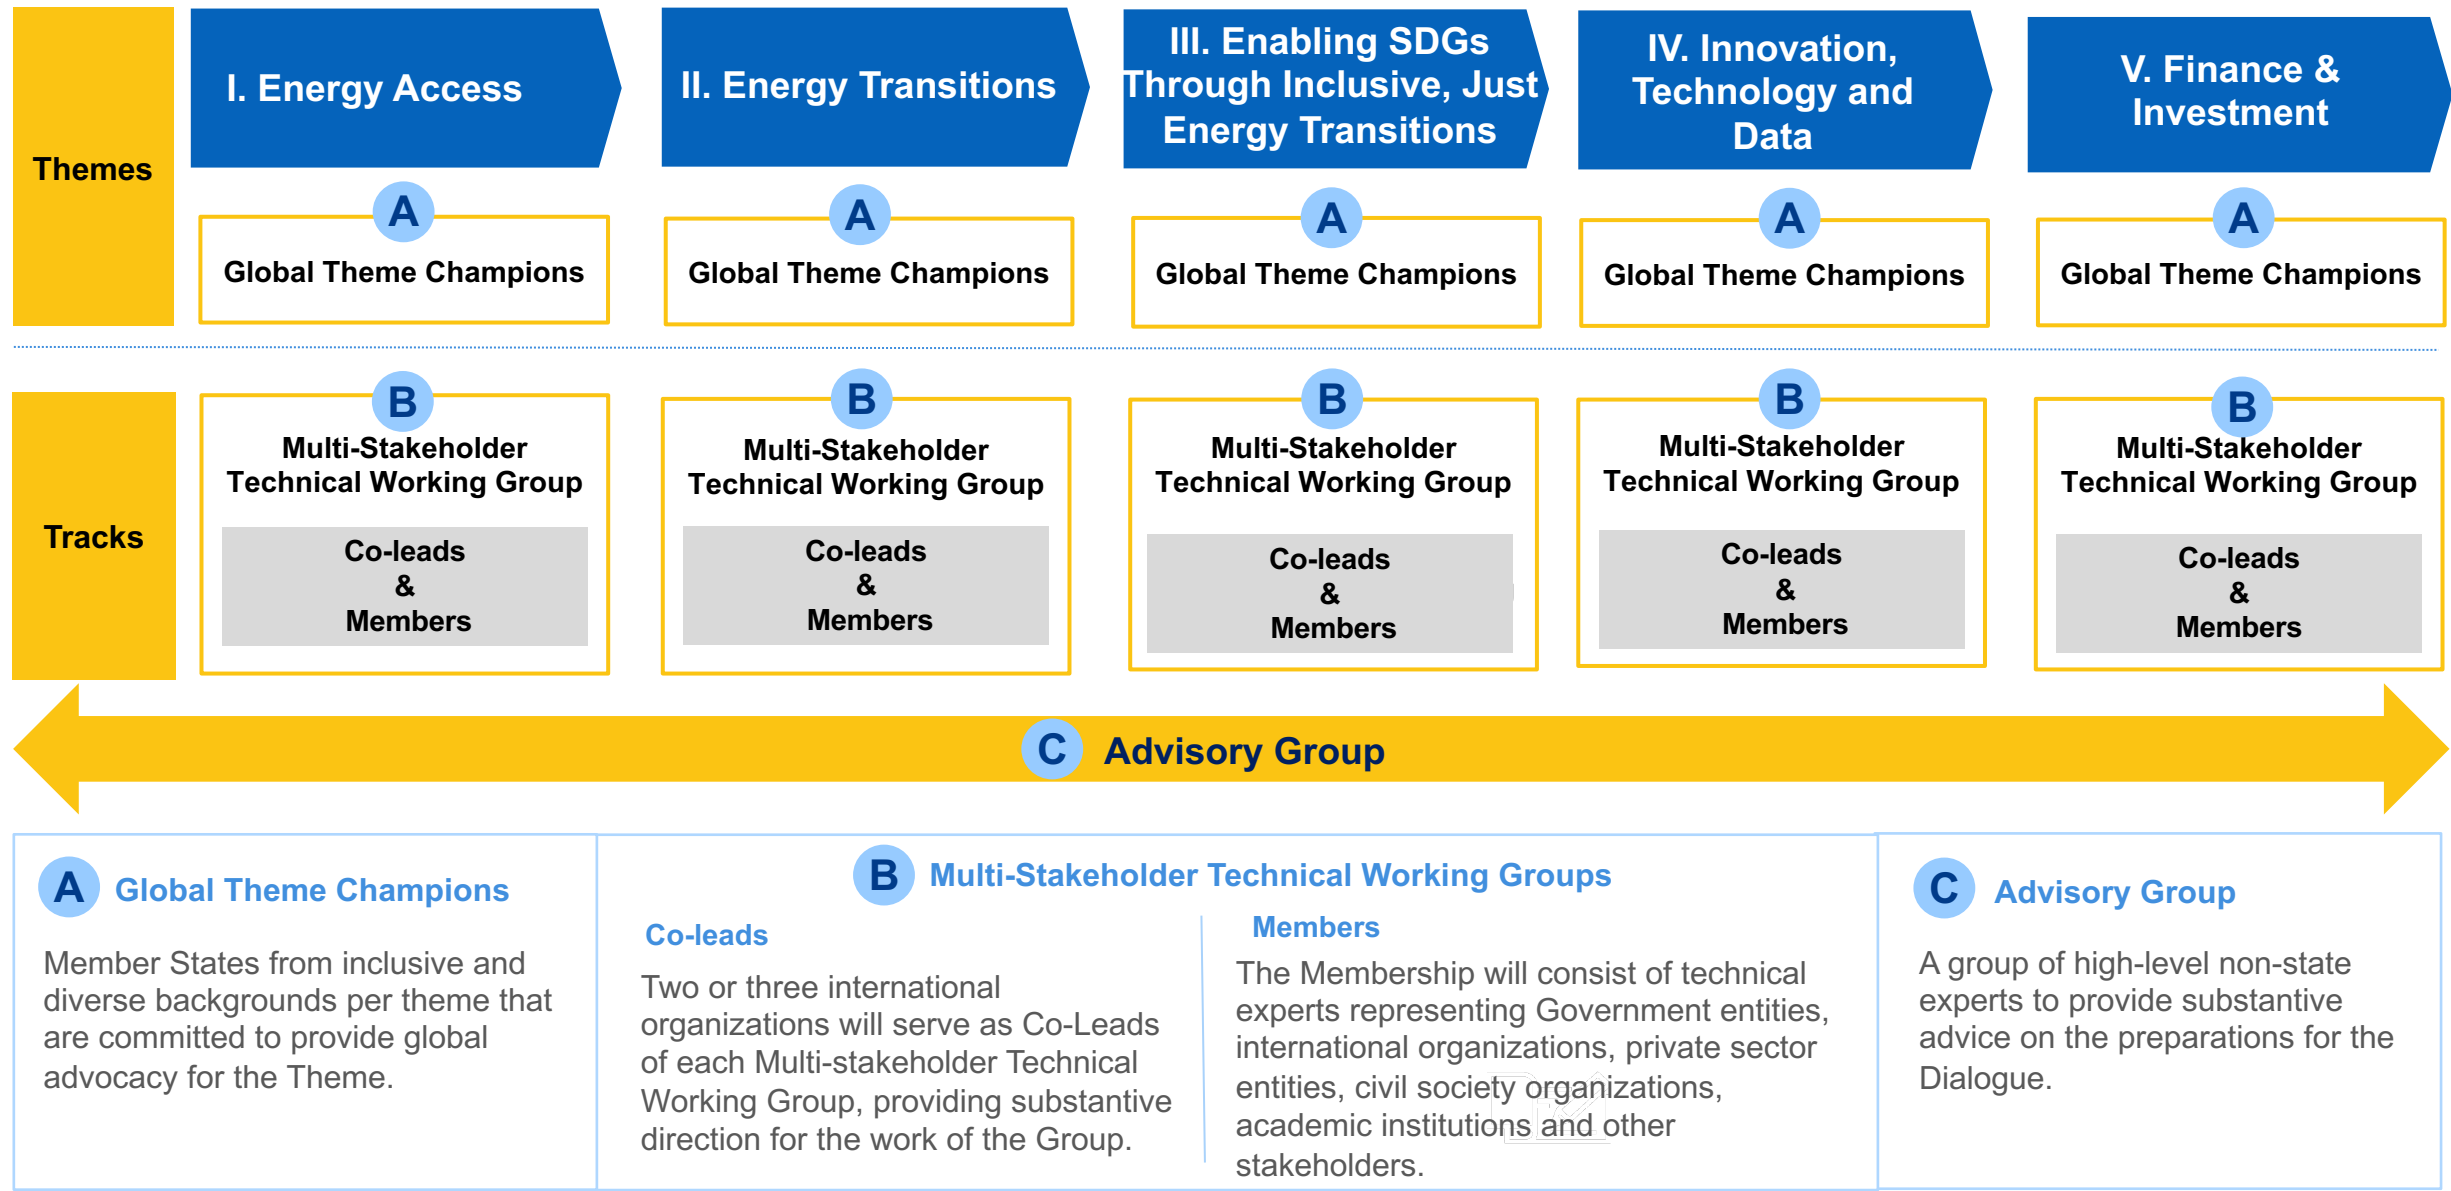 Themes
I. Energy Access
II. Energy Transitions
III. Enabling SDGs
Through Inclusive, Just
Energy Transitions
IV. Innovation,
Technology and
Data
V. Finance &
Investment
A
Global Theme Champions
A
Global Theme Champions
A
Global Theme Champions
A
Global Theme Champions
A
Global Theme Champions
Tracks
B
Multi-Stakeholder
Technical Working Group
Co-leads
&
Members
B
Multi-Stakeholder
Technical Working Group
Co-leads
&
Members
B
Multi-Stakeholder
Technical Working Group
Co-leads
&
Members
B
Multi-Stakeholder
Technical Working Group
Co-leads
&
Members
B
Multi-Stakeholder
Technical Working Group
Co-leads
&
Members
C Advisory Group
A Global Theme Champions
Member States from inclusive and
diverse backgrounds per theme that
are committed to provide global
advocacy for the Theme.
B Multi-Stakeholder Technical Working Groups
Co-leads
Two or three international
organizations will serve as Co-Leads
of each Multi-stakeholder Technical
Working Group, providing substantive
direction for the work of the Group.
Members
The Membership will consist of technical
experts representing Government entities,
international organizations, private sector
entities, civil society organizations,
academic institutions and other
stakeholders.
C Advisory Group
A group of high-level non-state
experts to provide substantive
advice on the preparations for the
Dialogue.